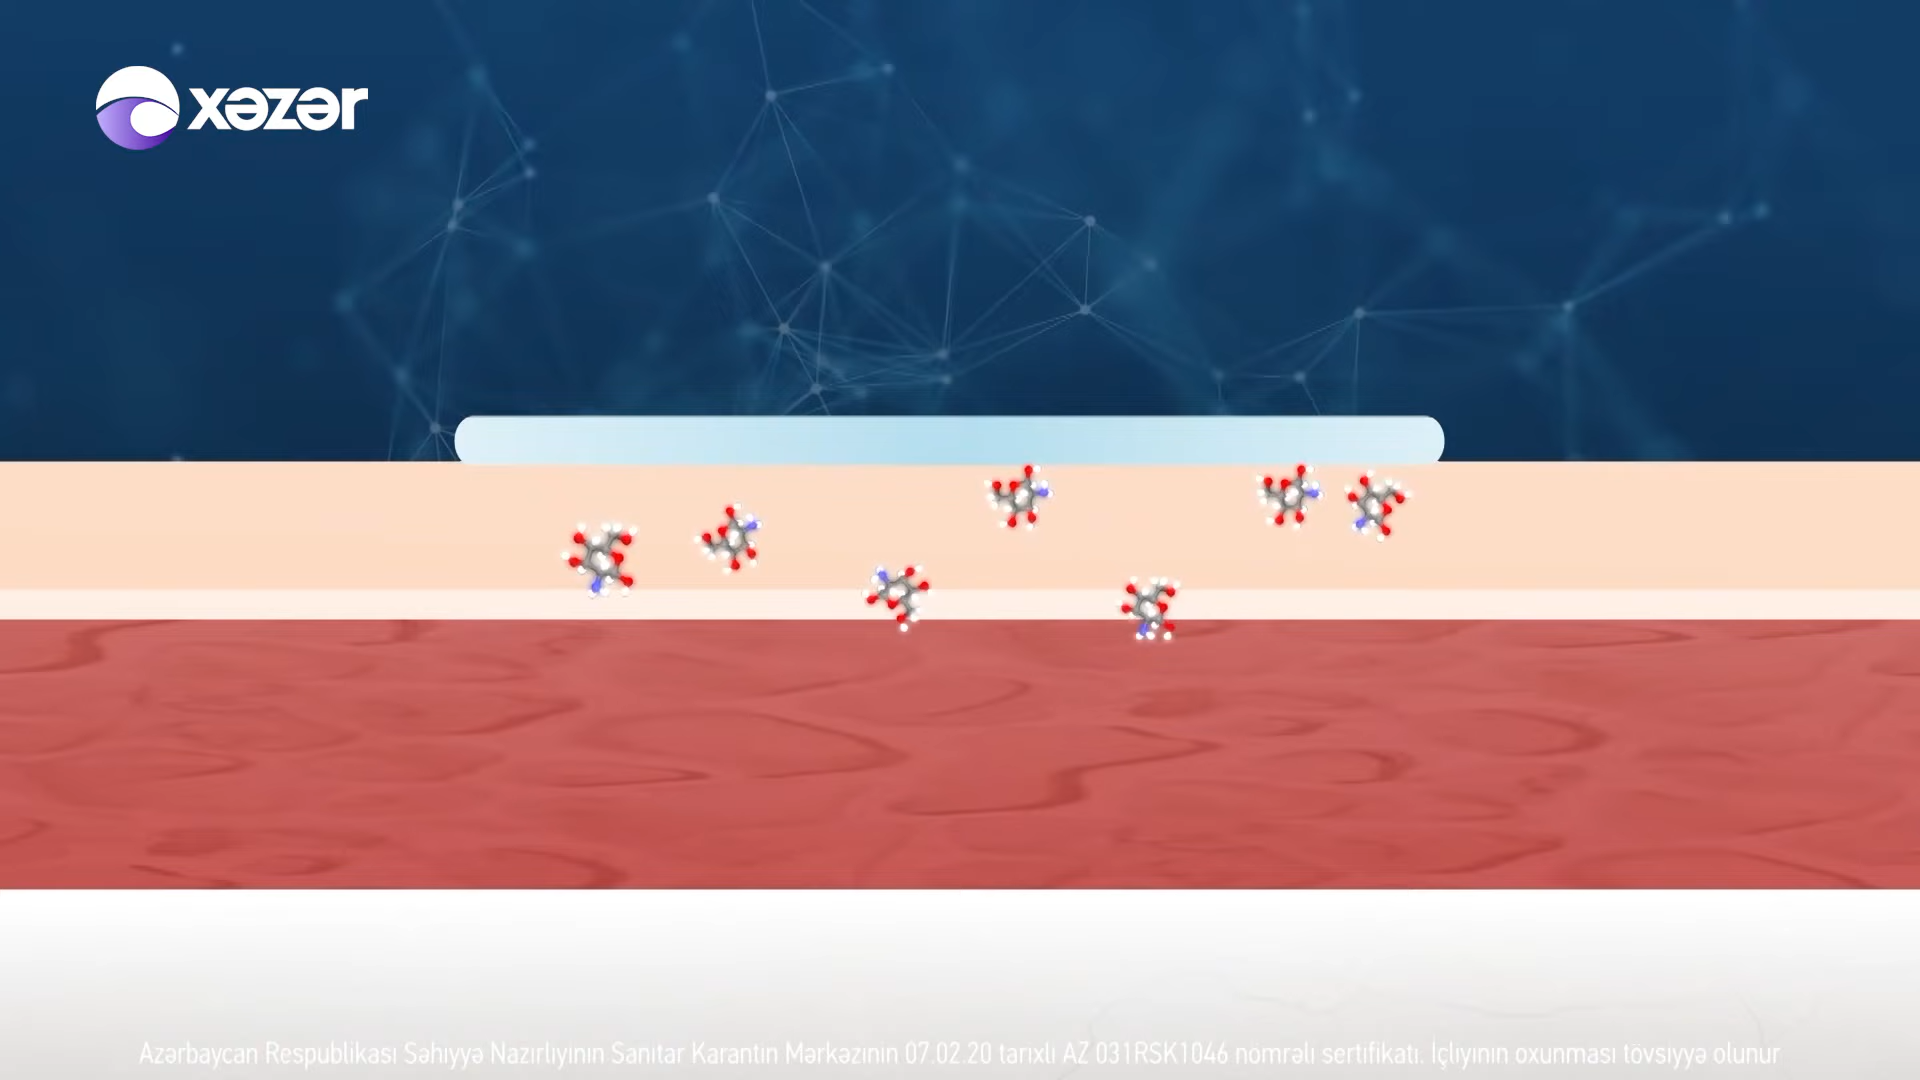 xəzər
Azərbaycan Respublikası Səhiyyə Nazirliyinin Sanitar Karantin Mərkəzinin 07.02.20 tarixli AZ 031RSK1046 nömrəli sertifikatı. İçliyinin oxunması tövsiyyə olunur